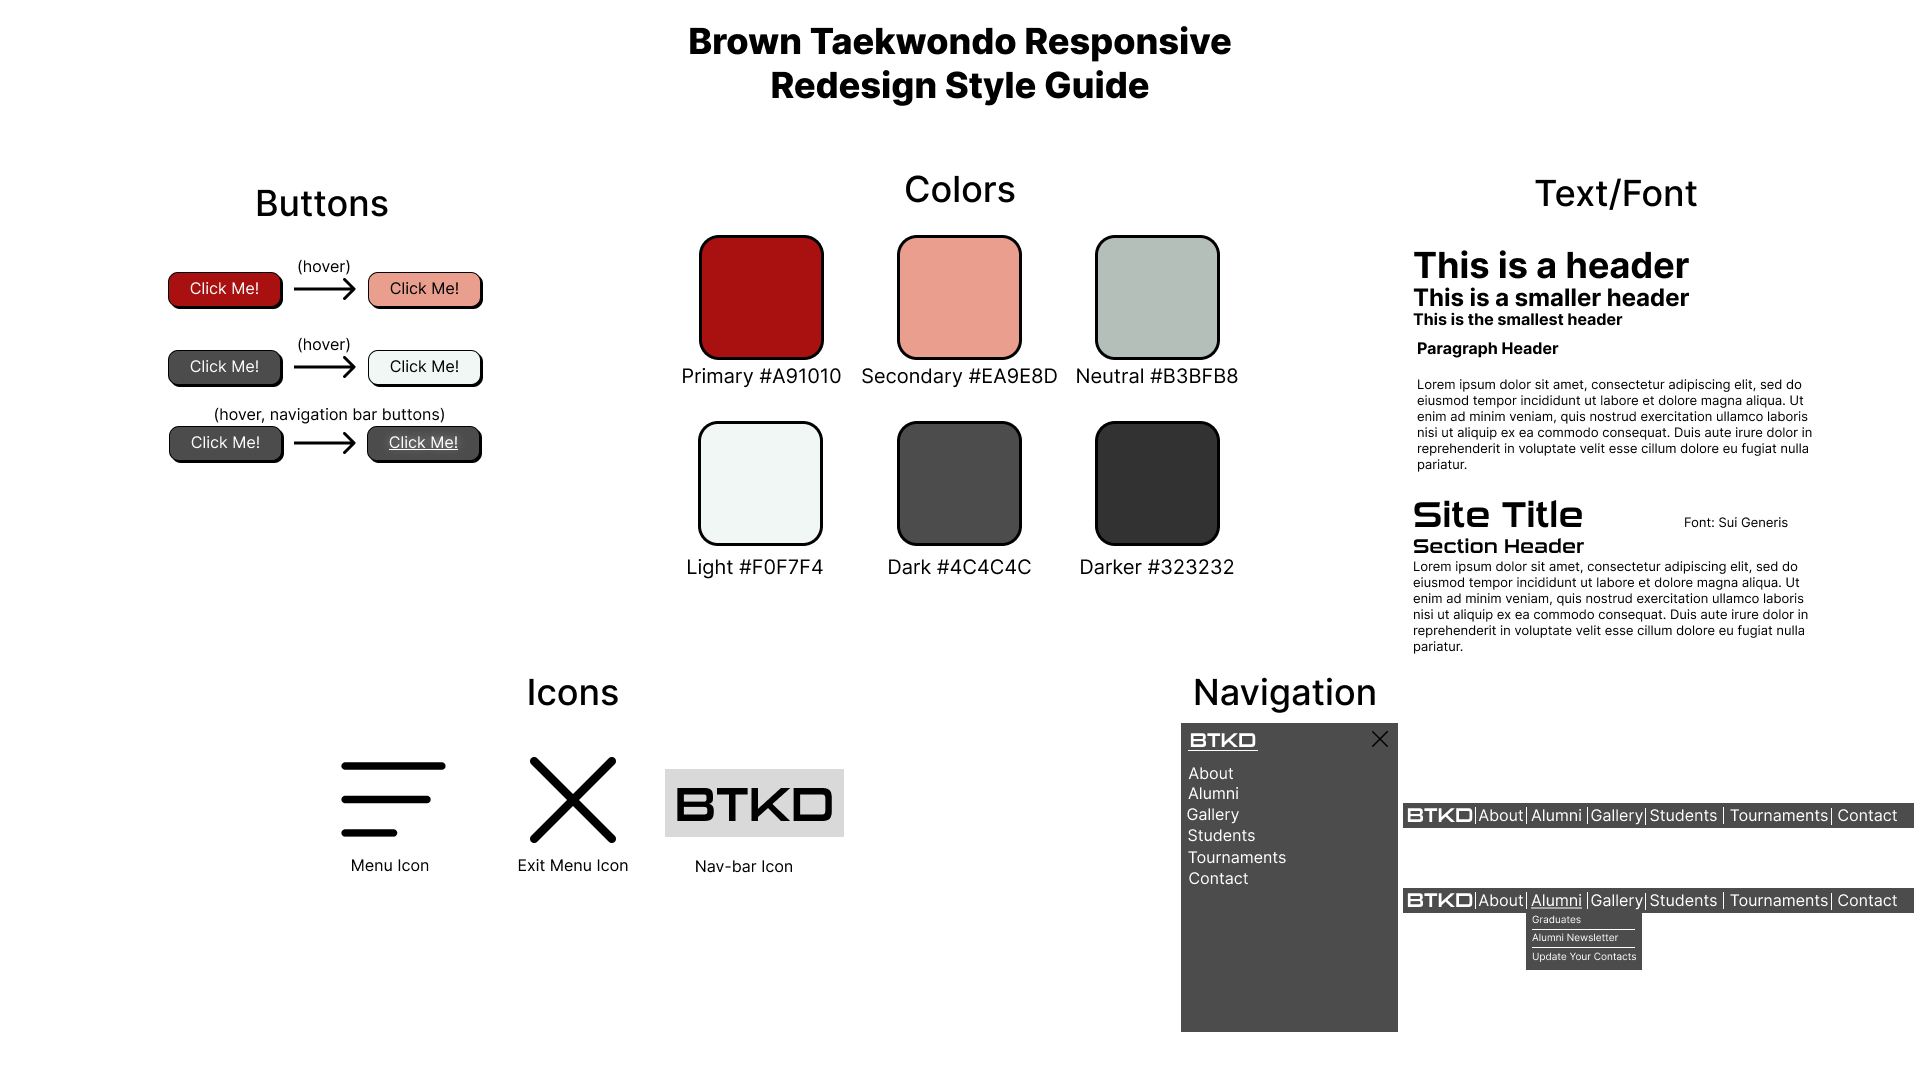 Brown Taekwondo Responsive
Redesign Style Guide
Buttons
(hover)
Click Me!
Click Me!
(hover)
Click Me!
Click Me!
(hover, navigation bar buttons)
Click Me!
Click Me!
Colors
Primary #A91010
Secondary #EA9E8D
Neutral #B3BFB8
Light #F0F7F4
Dark #4C4C4C
Darker #323232
Text/Font
This is a header
This is a smaller header
This is the smallest header
Paragraph Header
Lorem ipsum dolor sit amet, consectetur adipiscing elit, sed do
eiusmod tempor incididunt ut labore et dolore magna aliqua. Ut
enim ad minim veniam, quis nostrud exercitation ullamco laboris
nisi ut aliquip ex ea commodo consequat. Duis aute irure dolor in
reprehenderit in voluptate velit esse cillum dolore eu fugiat nulla
pariatur.
Site Title
Font: Sui Generis
Section Header
Lorem ipsum dolor sit amet, consectetur adipiscing elit, sed do
eiusmod tempor incididunt ut labore et dolore magna aliqua. Ut
enim ad minim veniam, quis nostrud exercitation ullamco laboris
nisi ut aliquip ex ea commodo consequat. Duis aute irure dolor in
reprehenderit in voluptate velit esse cillum dolore eu fugiat nulla
pariatur.
Icons
Menu Icon
Exit Menu Icon
BTKD
Nav-bar Icon
Navigation
BTKD
About
Alumni
Gallery
Students
Tournaments
Contact
BTKD About Alumni Gallery Students Tournaments Contact
BTKD About Alumni Gallery Students Tournaments Contact
Graduates
Alumni Newsletter
Update Your Contacts